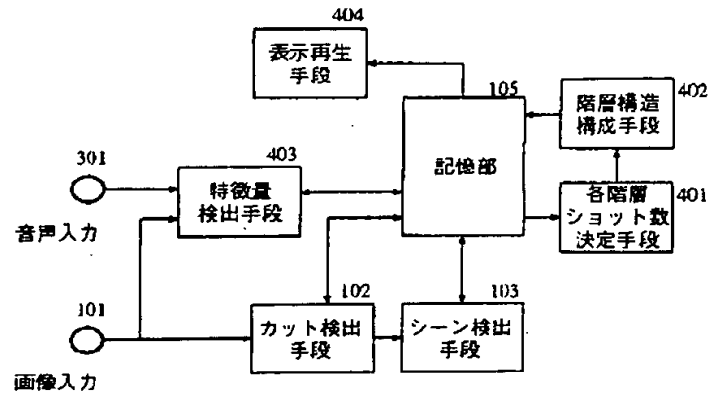 404
表示再生
手段
105
記憶部
402
階層構造
構成手段
301
音声入力
403
特徴量
検出手段
401
各階層
ショット数
決定手段
101
画像入力
102
カット検出
手段
103
シーン検出
手段